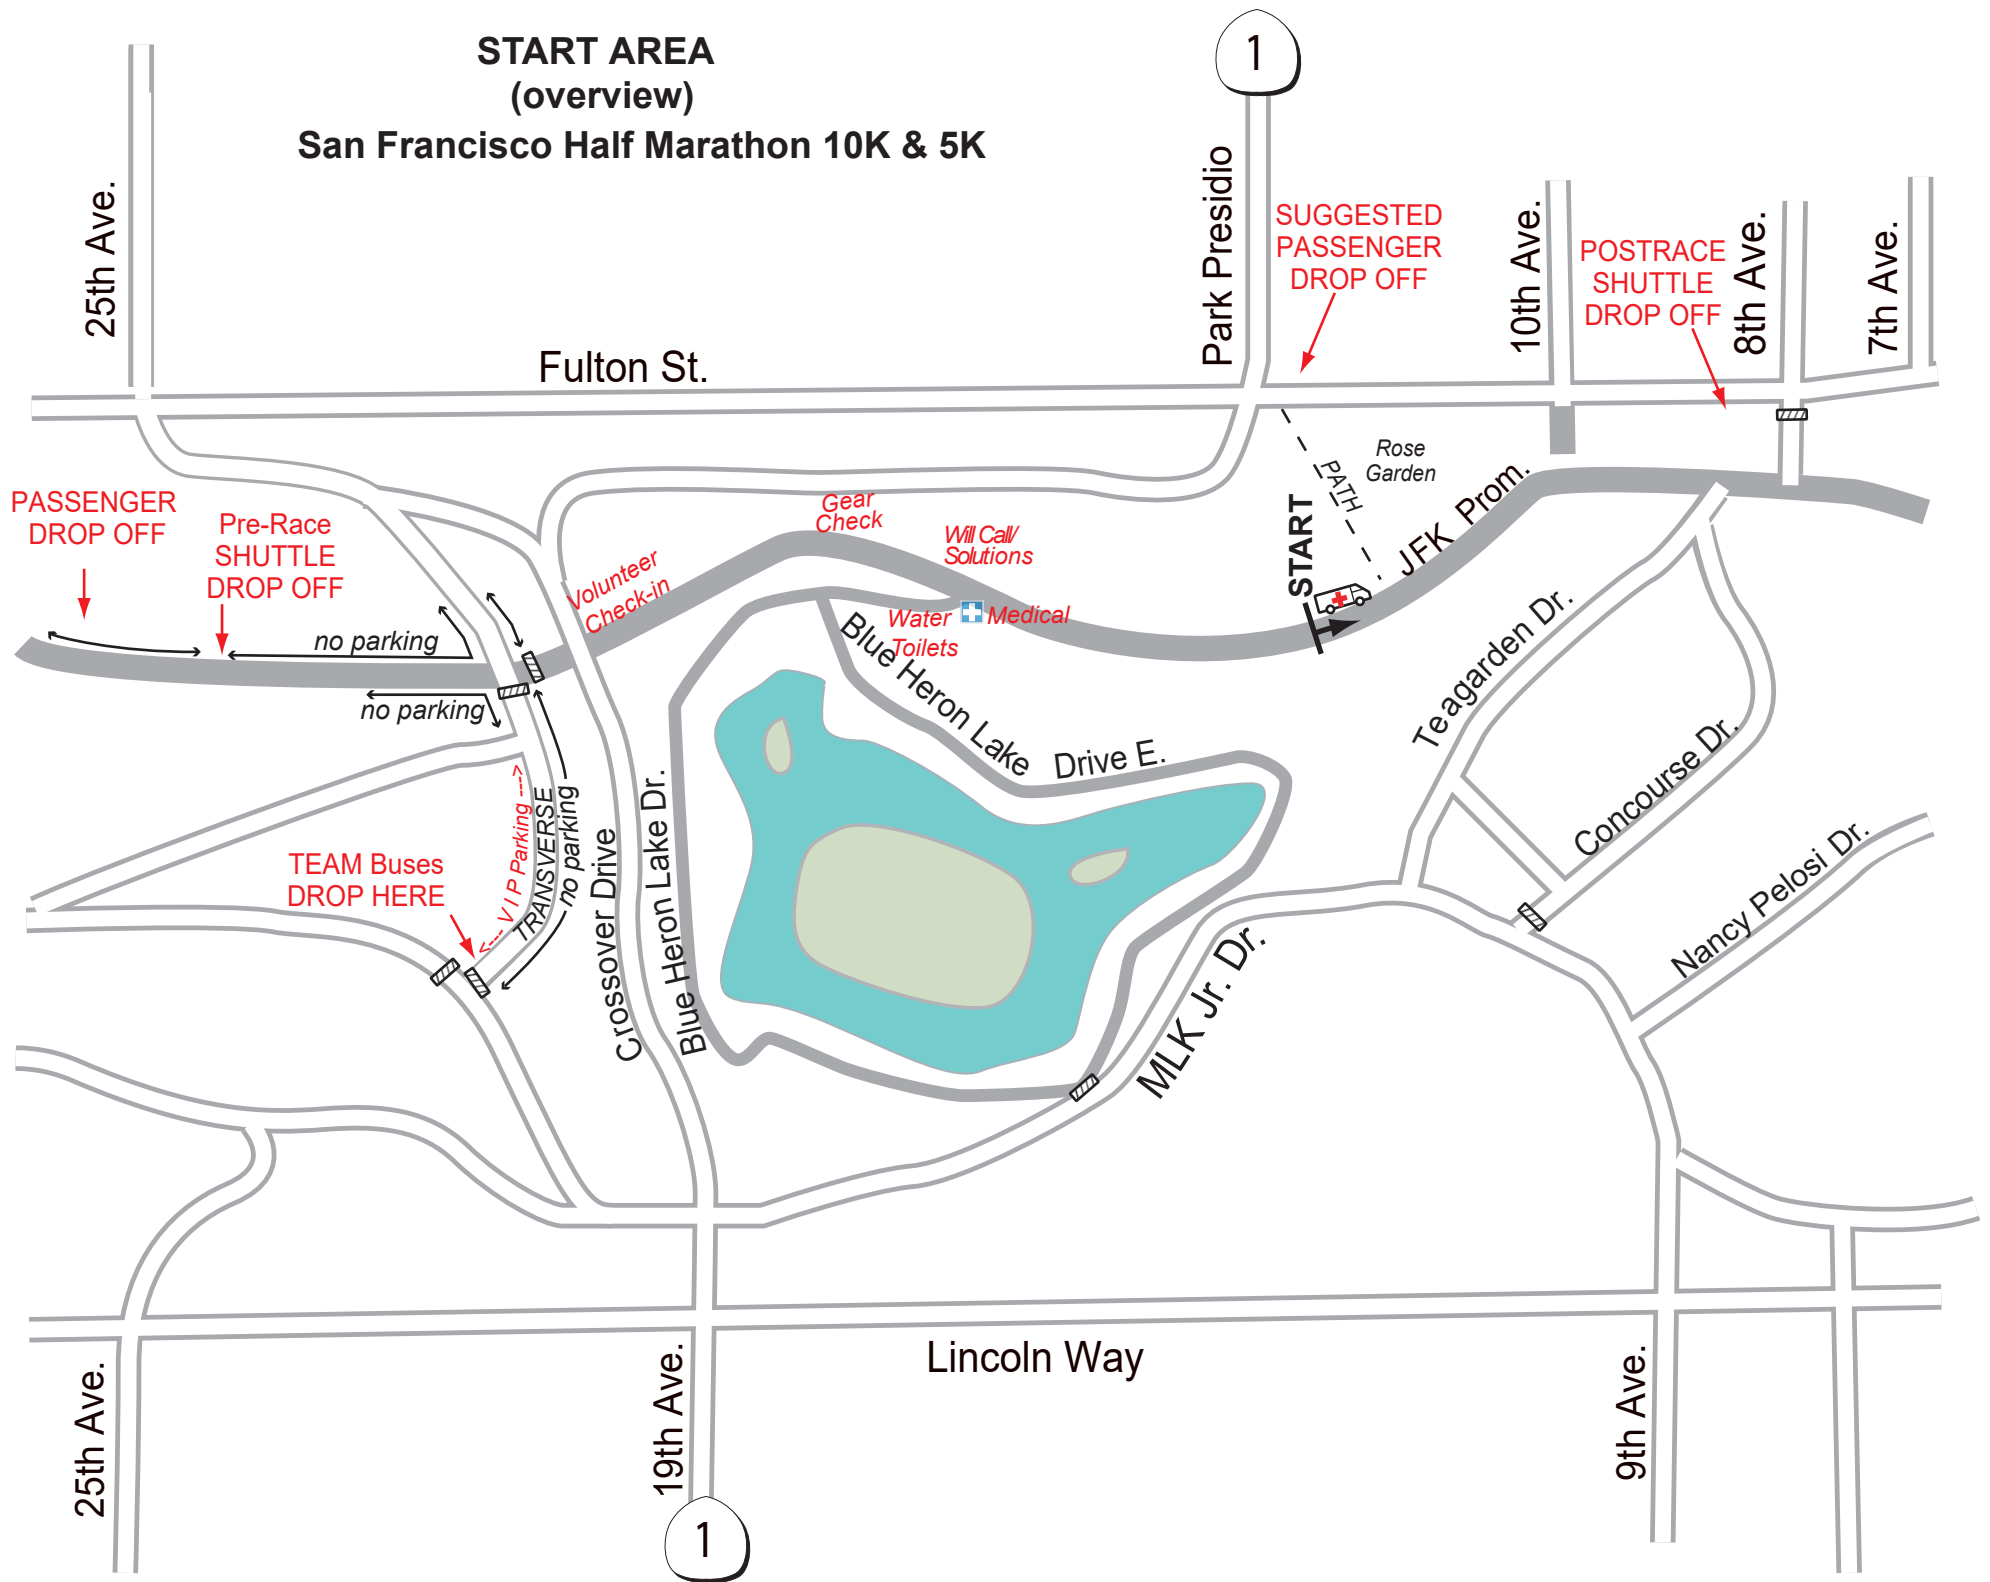 START AREA
(overview)
San Francisco Half Marathon 10K & 5K
1
25th Ave.
Park Presidio
SUGGESTED
PASSENGER
DROP OFF
10th Ave.
POSTRACE
SHUTTLE
DROP OFF
8th Ave.
7th Ave.
Fulton St.
Rose
Garden
PATH
START
JFK Prom.
PASSENGER
DROP OFF
Pre-Race
SHUTTLE
DROP OFF
Gear
Check
Will Call/
Solutions
Volunteer
Check-in
Water
Medical
Toilets
no parking
no parking
Blue Heron Lake Drive E.
Teagarden Dr.
Concourse Dr.
Nancy Pelosi Dr.
<---- V I P Parking ---->
TRANSVERSE
no parking
TEAM Buses
DROP HERE
Crossover Drive
Blue Heron Lake Dr.
MLK Jr. Dr.
Lincoln Way
25th Ave.
19th Ave.
9th Ave.
1